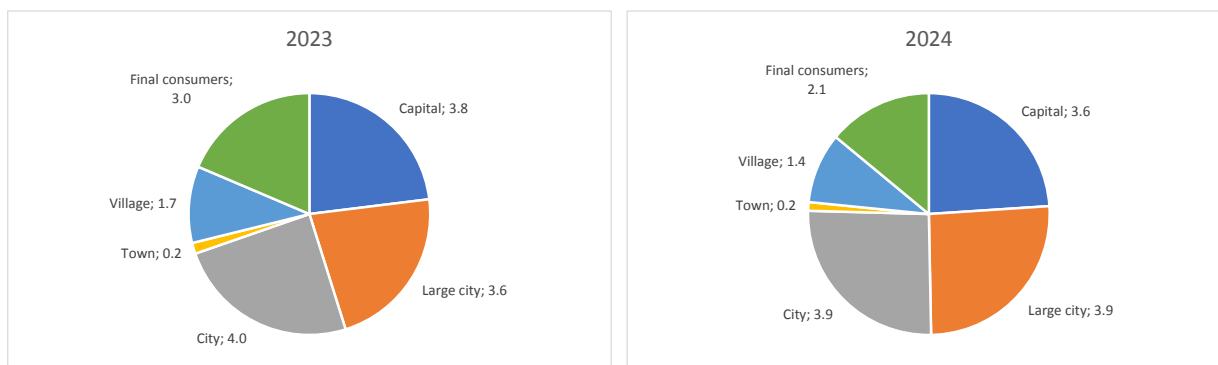 2023
Final consumers;
3.0
Capital; 3.8
Village; 1.7
Town; 0.2
Large city; 3.6
City; 4.0
2024
Final consumers;
2.1
Capital; 3.6
Village; 1.4
Town; 0.2
City; 3.9
Large city; 3.9